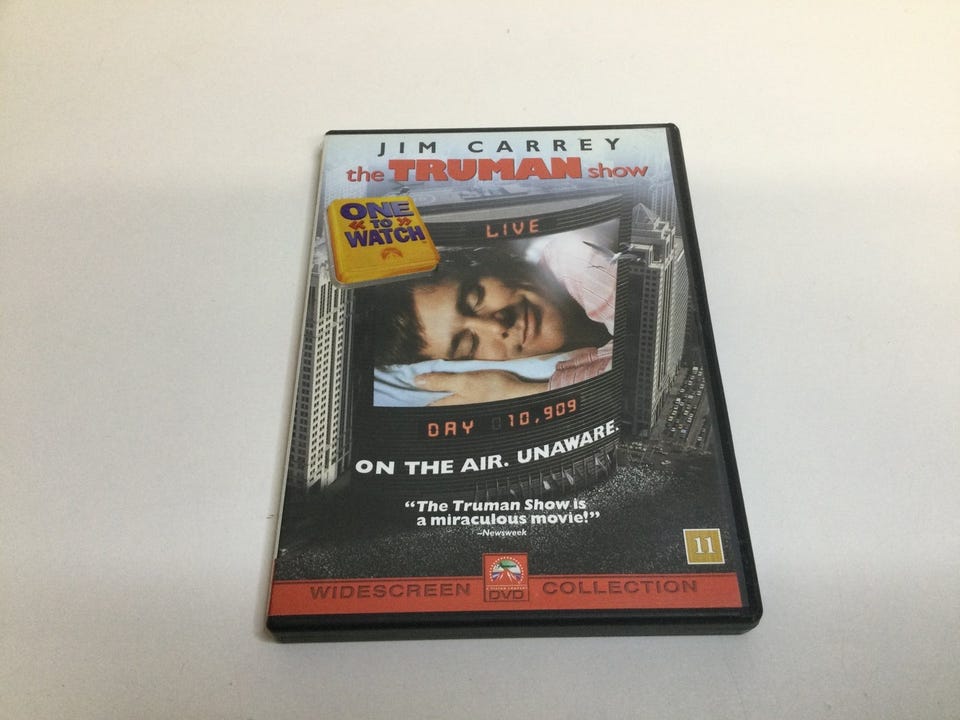 JIM CARREY
the TRUMAN show
ONE
TO
WATCH
LIVE
DAY 10,909
ON THE AIR. UNAWARE.
“The Truman Show is
a miraculous movie!”
–Newsweek
11
WIDESCREEN DVD COLLECTION